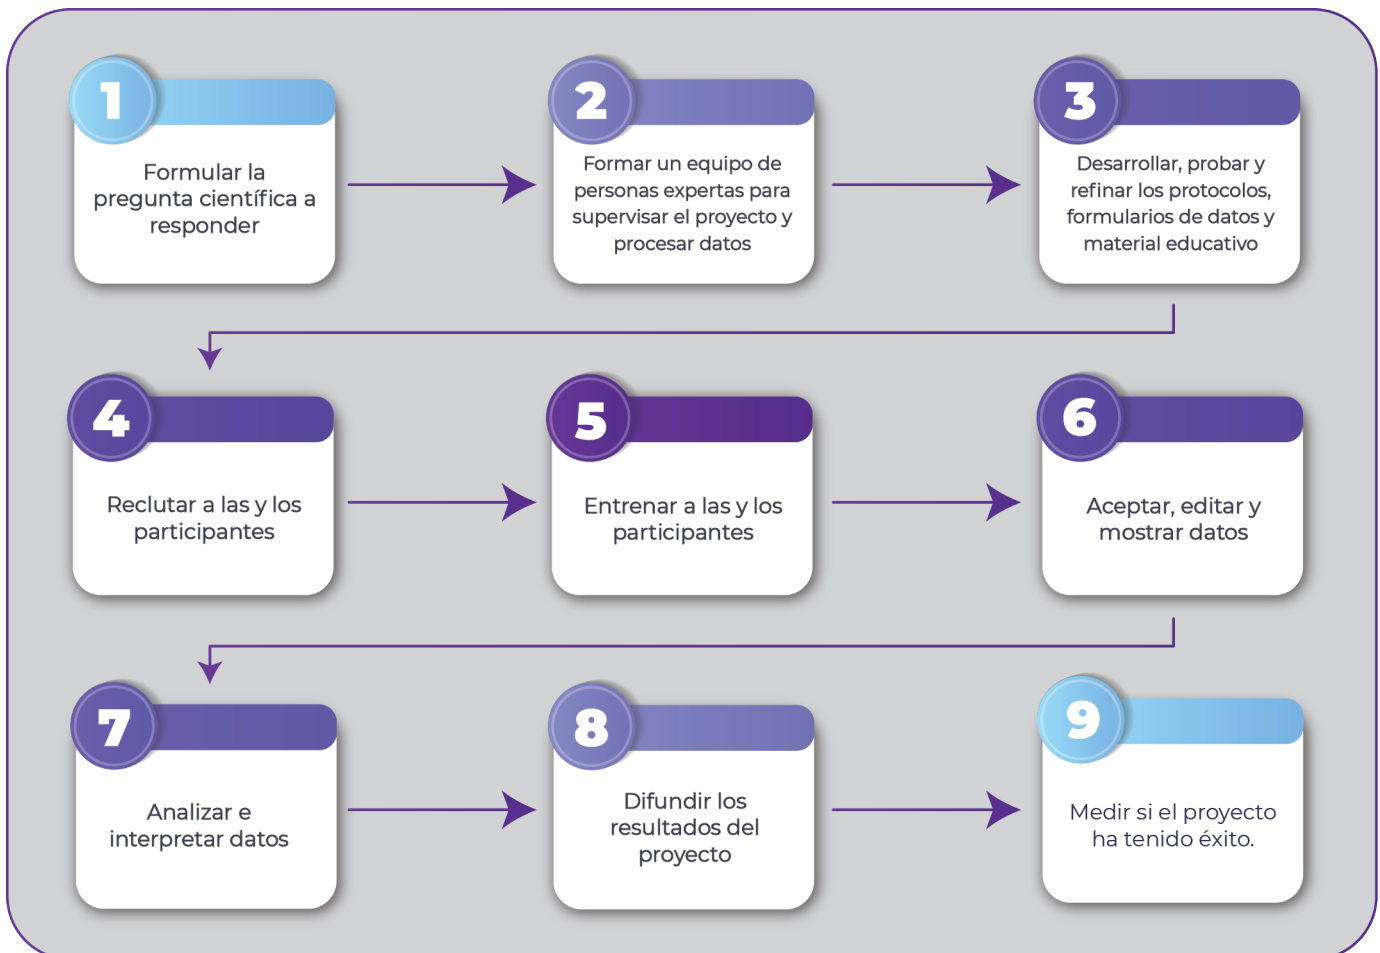 1
Formular la
pregunta científica a
responder
2
Formar un equipo de
personas expertas para
supervisar el proyecto y
procesar datos
3
Desarrollar, probar y
refinar los protocolos,
formularios de datos y
material educativo
4
Reclutar a las y los
participantes
5
Entrenar a las y los
participantes
6
Aceptar, editar y
mostrar datos
7
Analizar e
interpretar datos
8
Difundir los
resultados del
proyecto
9
Medir si el proyecto
ha tenido éxito.